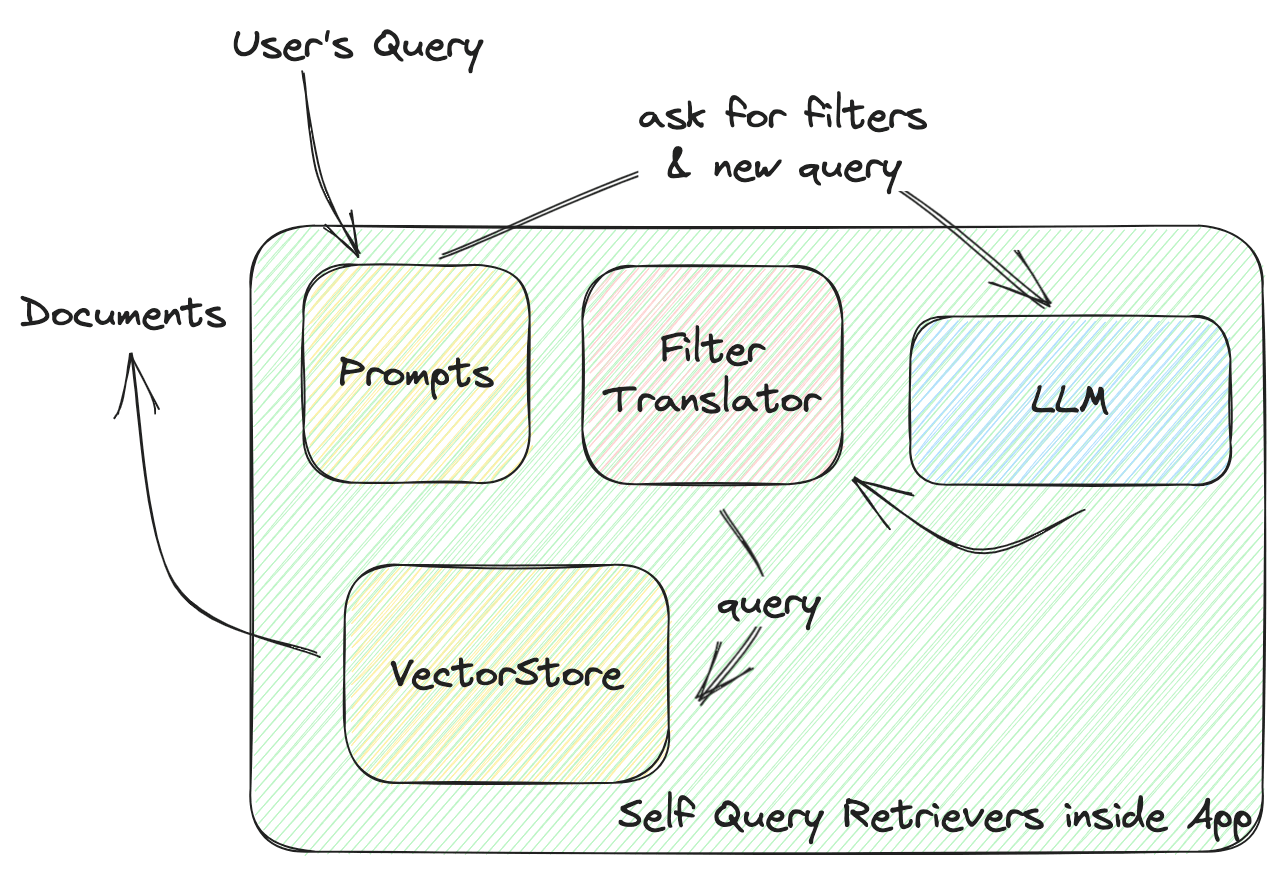 User's Query
ask for filters
& new query
Documents
Prompts
Filter
Translator
LLM
query
VectorStore
Self Query Retrievers inside App